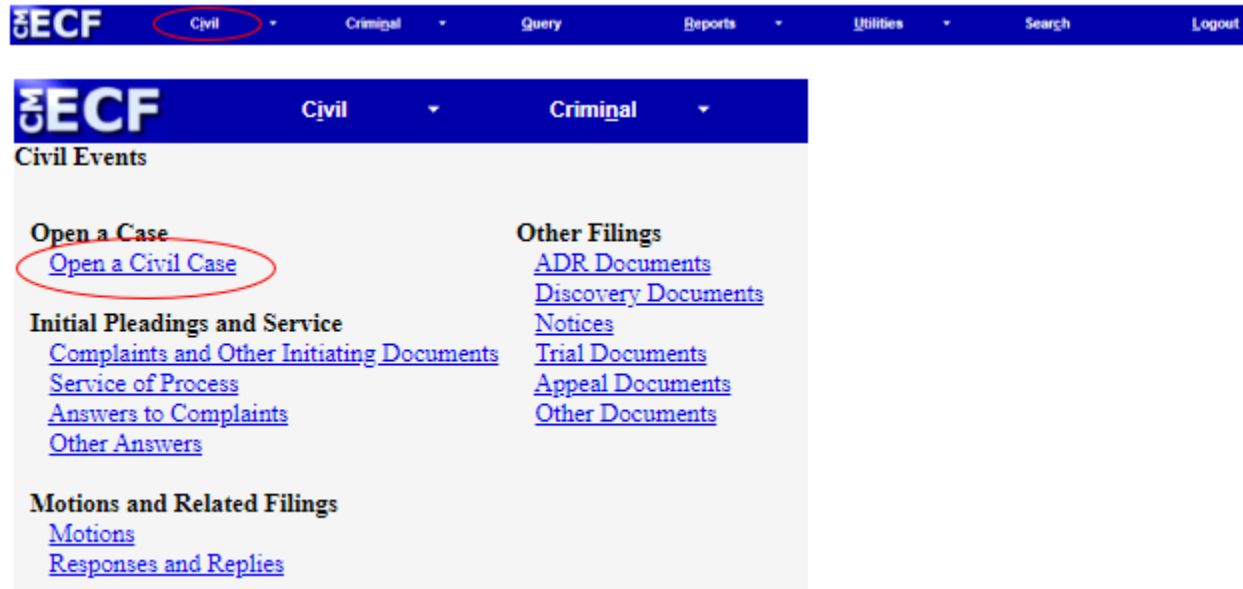 CM ECF Civil Criminal Query Reports Utilities Search Logout
CM ECF Civil Criminal
Civil Events
Open a Case
Open a Civil Case
Initial Pleadings and Service
Complaints and Other Initiating Documents
Service of Process
Answers to Complaints
Other Answers
Motions and Related Filings
Motions
Responses and Replies
Other Filings
ADR Documents
Discovery Documents
Notices
Trial Documents
Appeal Documents
Other Documents